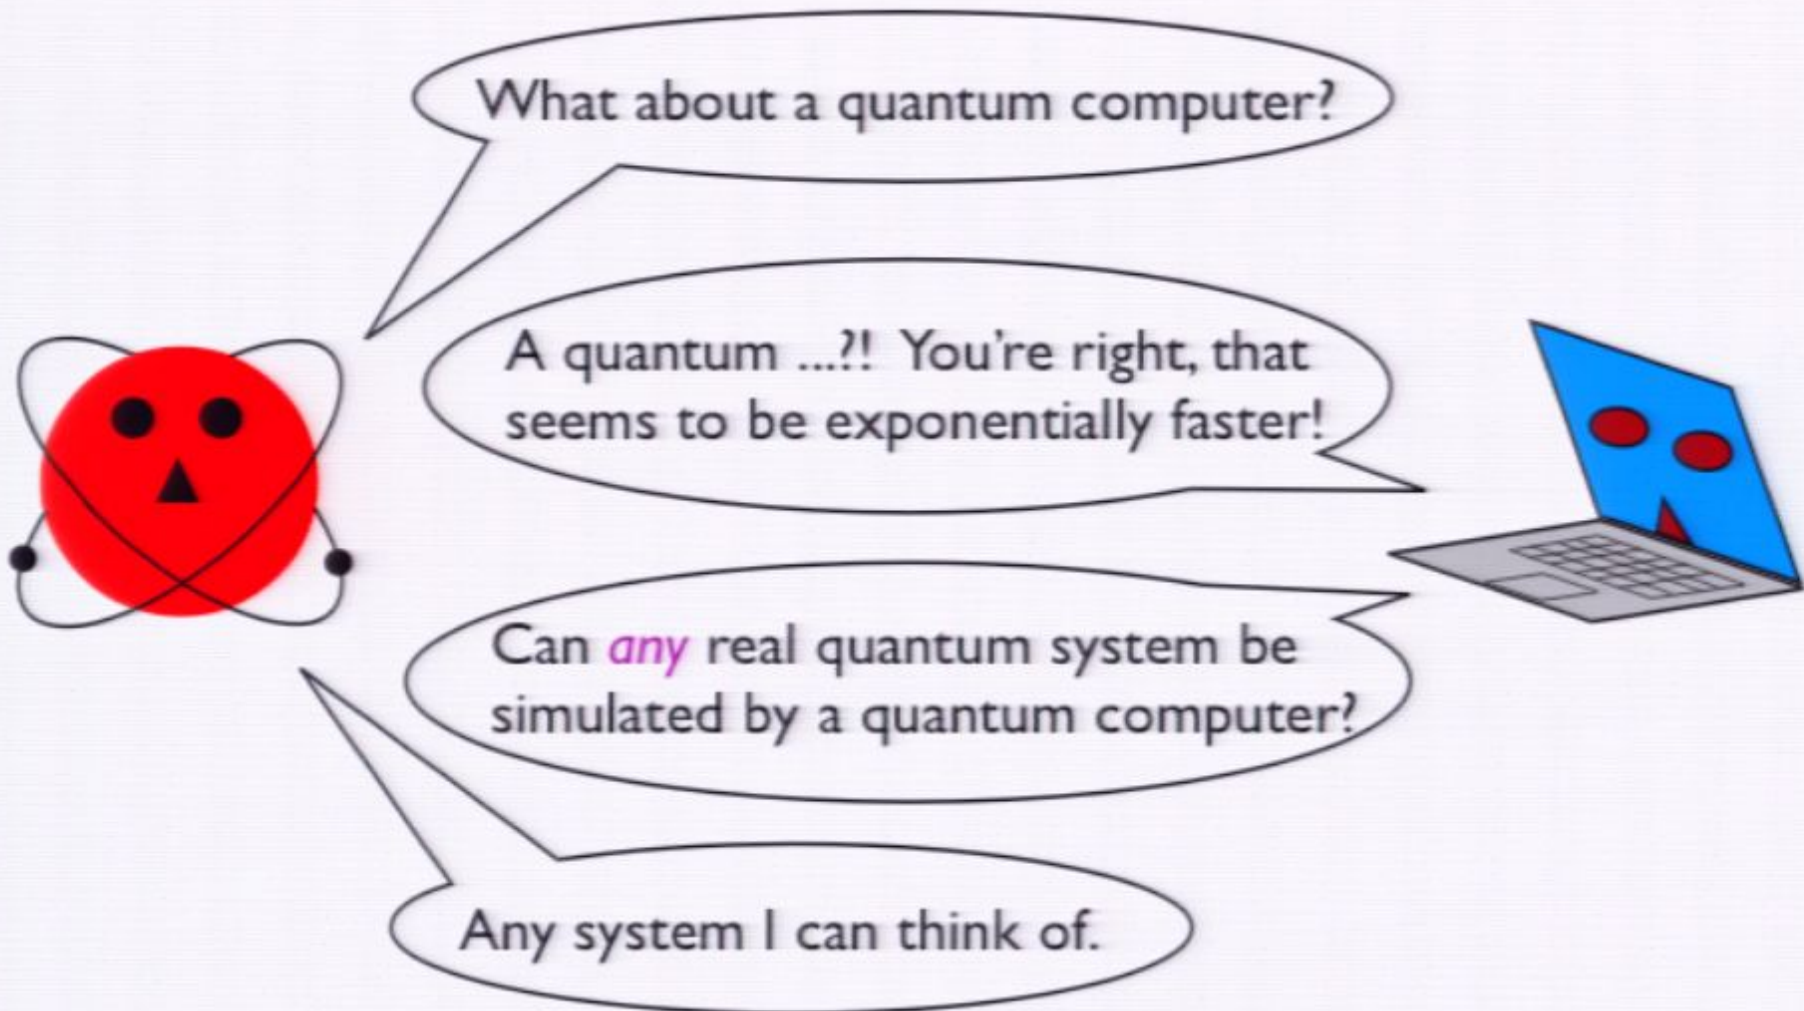 What about a quantum computer?
A quantum ...?! You're right, that
seems to be exponentially faster!
Can any real quantum system be
simulated by a quantum computer?
Any system I can think of.